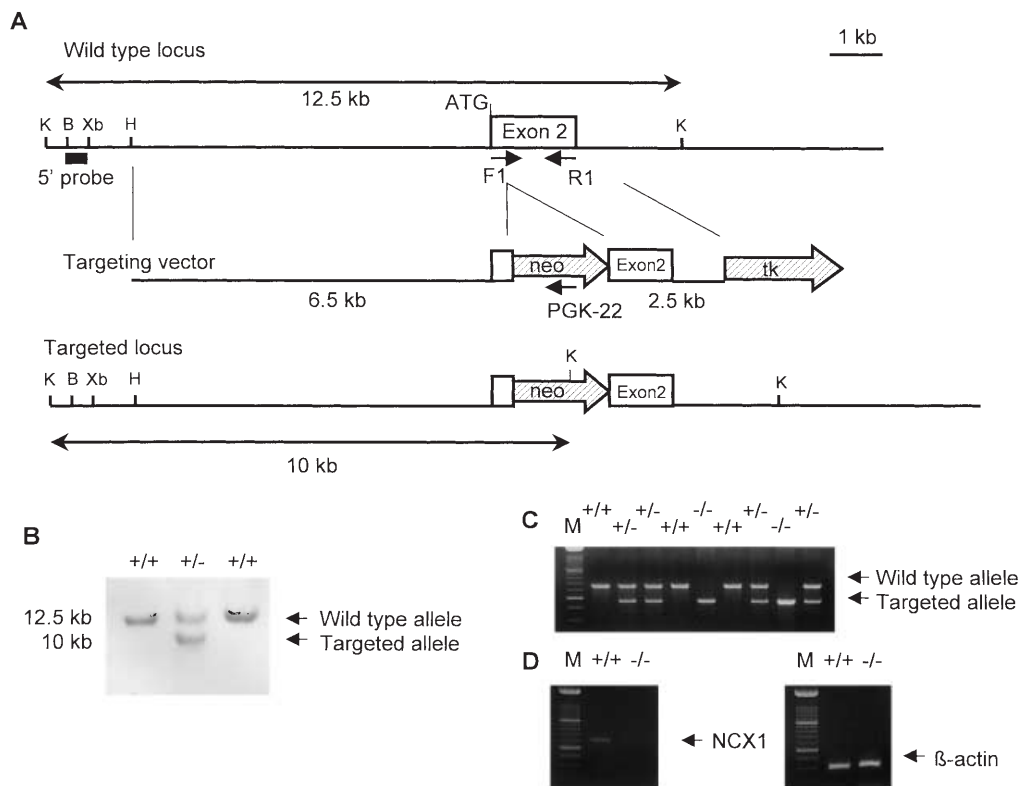 A
Wild type locus
1 kb
12.5 kb
ATG
K B Xb H
Exon 2
K
5' probe
F1
R1
Targeting vector
neo
Exon2
tk
6.5 kb
PGK-22
2.5 kb
Targeted locus
K B Xb H
K
neo
Exon2
K
10 kb
B
+/+ +/- +/+
12.5 kb
Wild type allele
10 kb
Targeted allele
C
M +/+ +/- +/- +/+ -/- +/+ +/- -/- +/-
Wild type allele
Targeted allele
D
M +/+ -/-
NCX1
M +/+ -/-
ß-actin